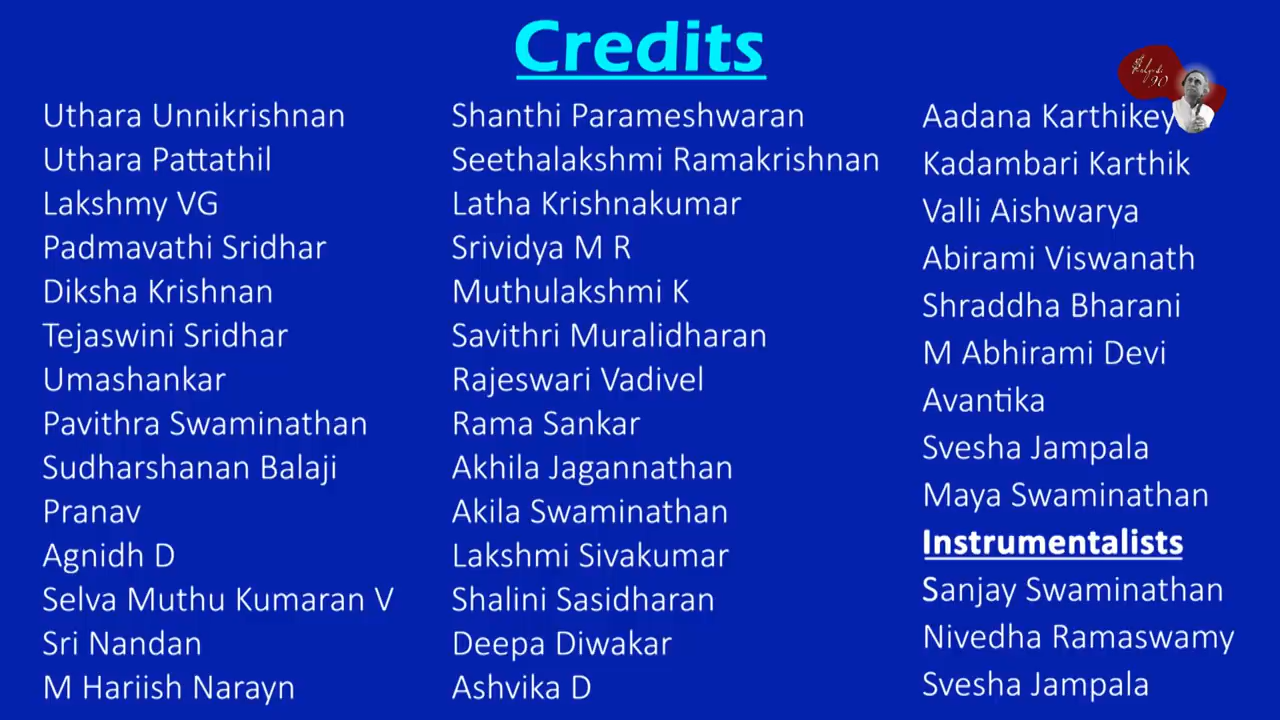 Credits
Uthara Unnikrishnan
Uthara Pattathil
Lakshmy VG
Padmavathi Sridhar
Diksha Krishnan
Tejaswini Sridhar
Umashankar
Pavithra Swaminathan
Sudharshanan Balaji
Pranav
Agnidh D
Selva Muthu Kumaran V
Sri Nandan
M Hariish Narayn
Shanthi Parameshwaran
Seethalakshmi Ramakrishnan
Latha Krishnakumar
Srividya M R
Muthulakshmi K
Savithri Muralidharan
Rajeswari Vadivel
Rama Sankar
Akhila Jagannathan
Akila Swaminathan
Lakshmi Sivakumar
Shalini Sasidharan
Deepa Diwakar
Ashvika D
Aadana
Kadambari Karthik
Valli Aishwarya
Abirami Viswanath
Shraddha Bharani
M Abhirami Devi
Avantika
Svesha Jampala
Maya Swaminathan
Instrumentalists
Sanjay Swaminathan
Nivedha Ramaswamy
Svesha Jampala
90